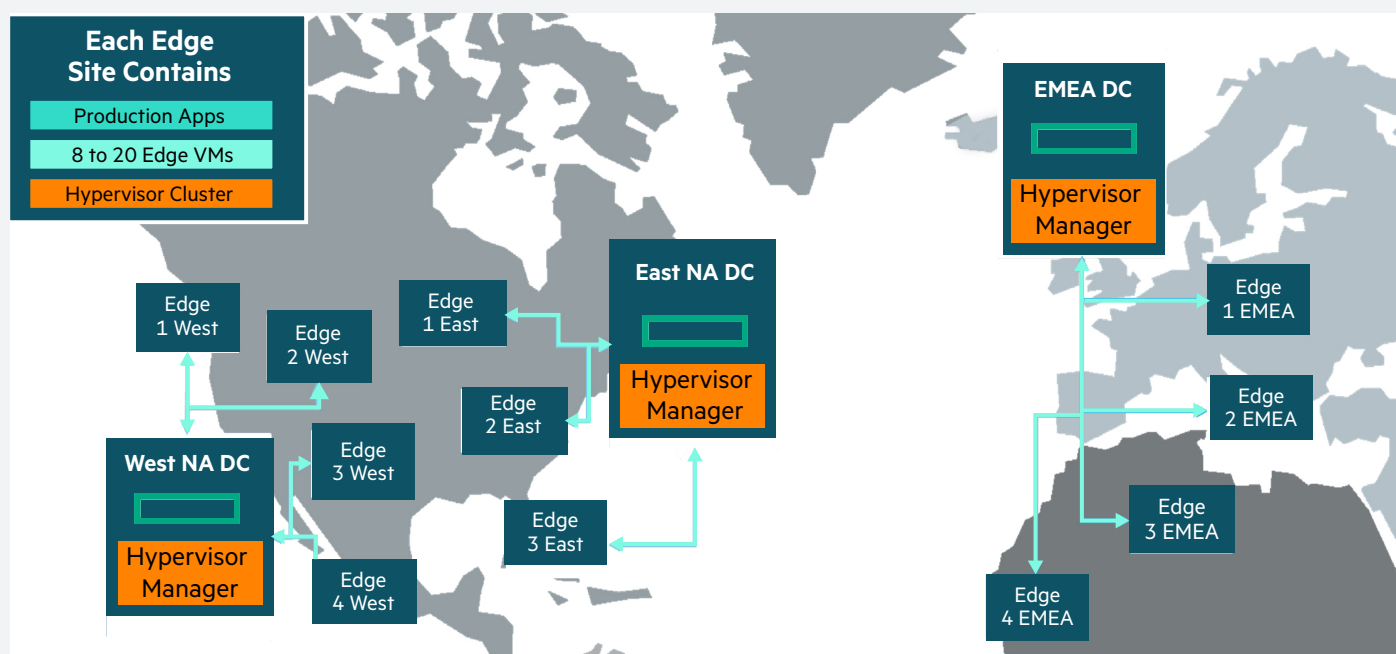 Each Edge
Site Contains
Production Apps
8 to 20 Edge VMs
Hypervisor Cluster
EMEA DC
Hypervisor
Manager
East NA DC
Hypervisor
Manager
West NA DC
Hypervisor
Manager
Edge
1 West
Edge
2 West
Edge
3 West
Edge
4 West
Edge
1 East
Edge
2 East
Edge
3 East
Edge
1 EMEA
Edge
2 EMEA
Edge
3 EMEA
Edge
4 EMEA